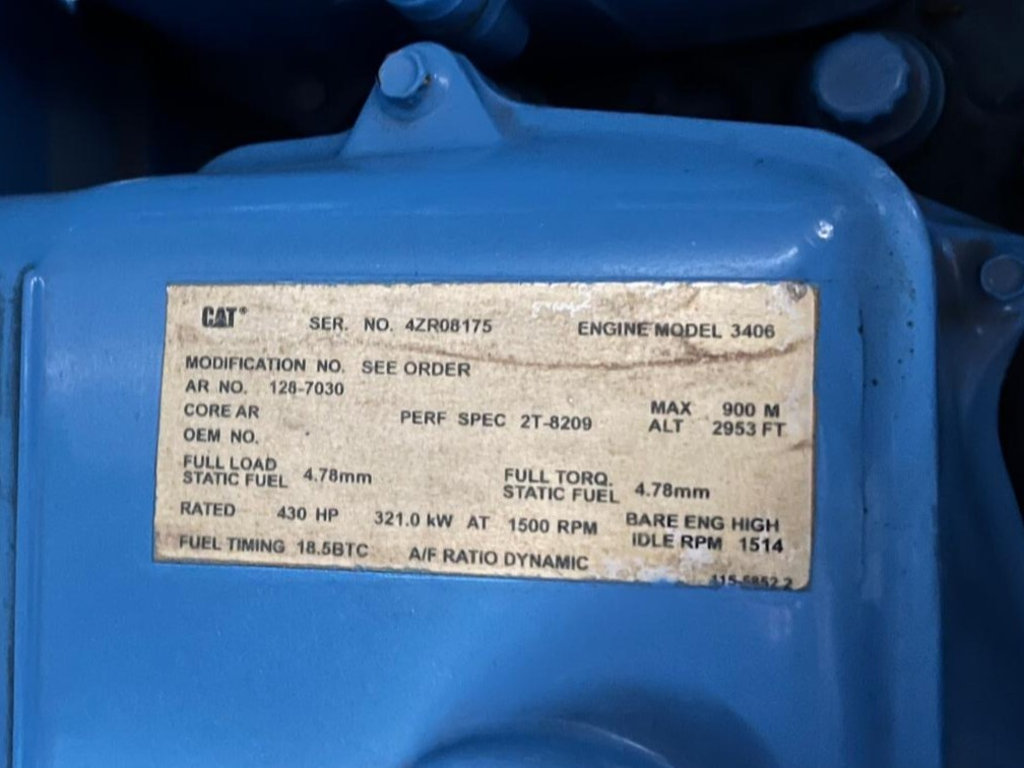 CAT® SER. NO. 4ZR08175 ENGINE MODEL 3406
MODIFICATION NO. SEE ORDER
AR NO. 128-7030
CORE AR PERF SPEC 2T-8209 MAX 900 M
OEM NO. ALT 2953 FT
FULL LOAD
STATIC FUEL 4.78mm FULL TORQ.
STATIC FUEL 4.78mm
RATED 430 HP 321.0 kW AT 1500 RPM BARE ENG HIGH
IDLE RPM 1514
FUEL TIMING 18.5BTC A/F RATIO DYNAMIC